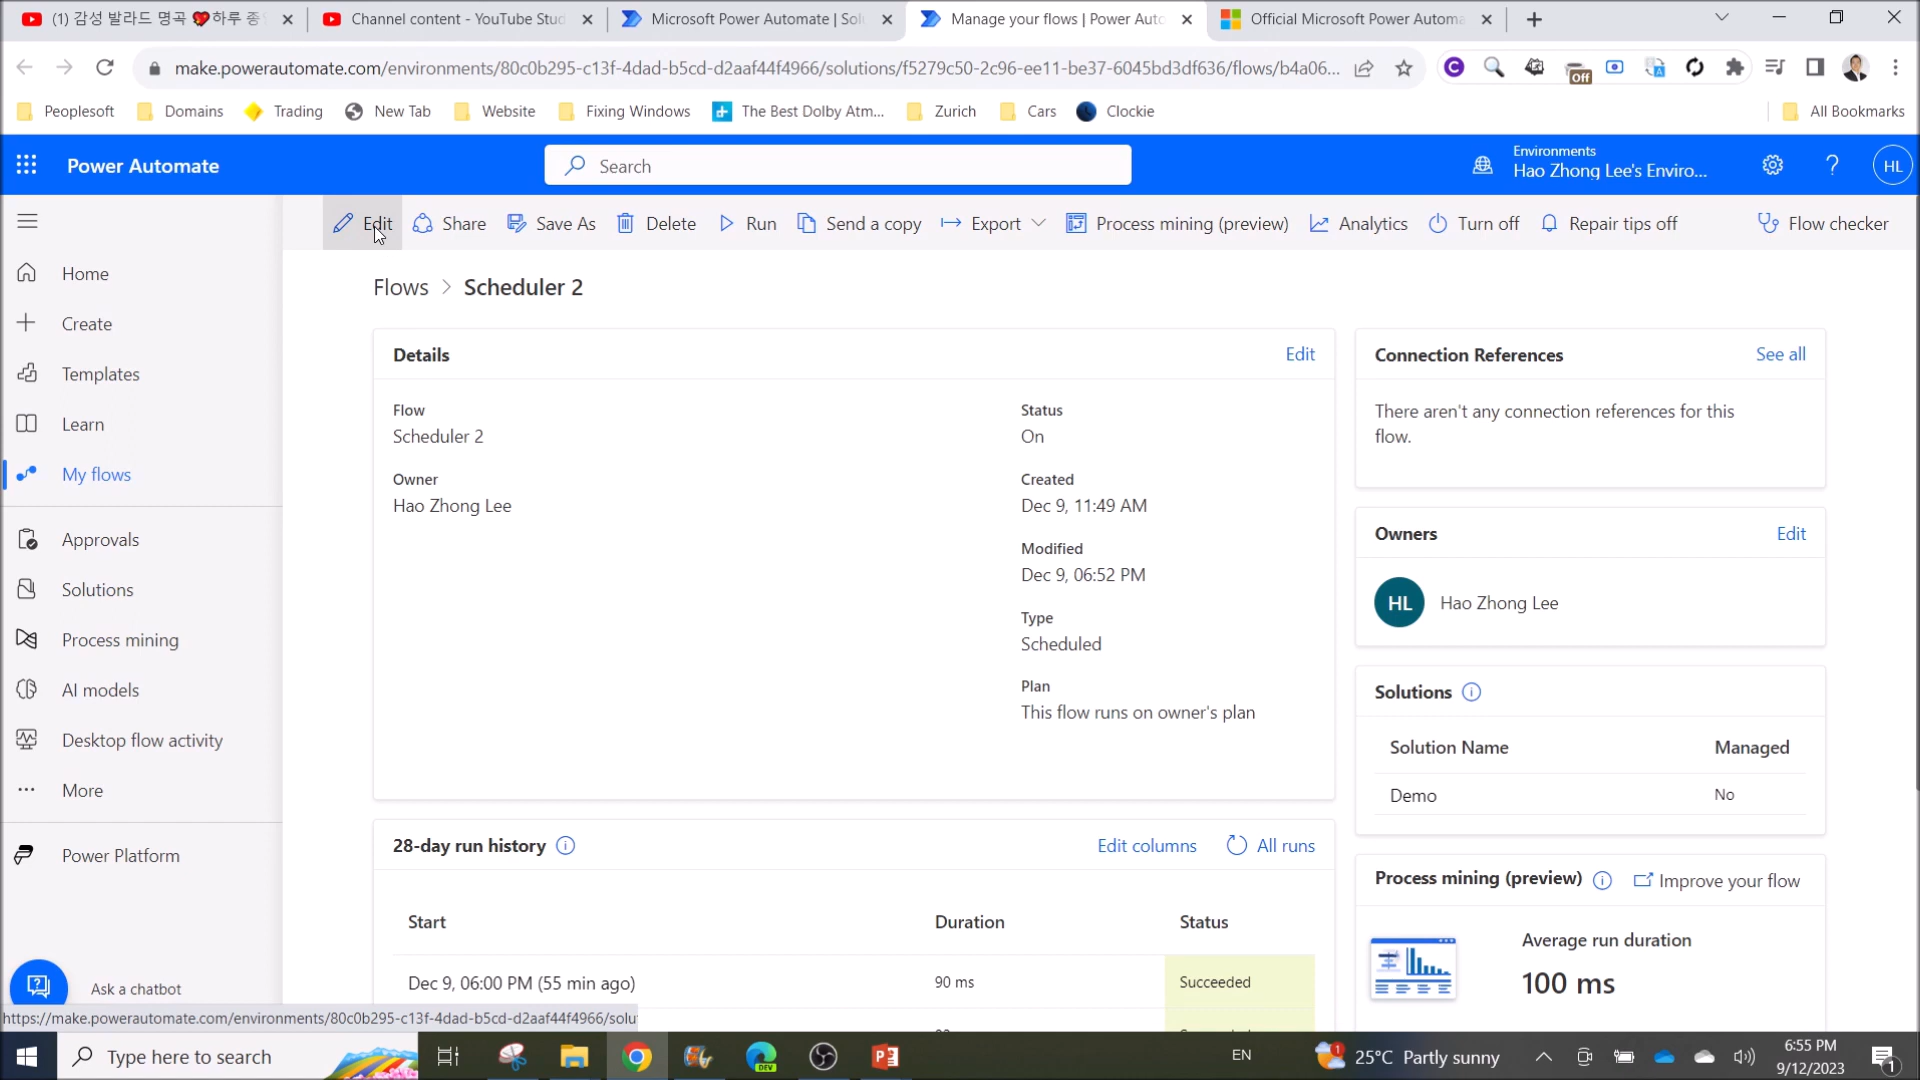 (1) 감성 발라드 명곡 💖하루 종
Channel content - YouTube Stud
Microsoft Power Automate | Solu
Manage your flows | Power Auto
Official Microsoft Power Automa
make.powerautomate.com/environments/80c0b295-c13f-4dad-b5cd-d2aaf44f4966/solutions/f5279c50-2c96-ee11-be37-6045bd3df636/flows/b4a06...
Off
Peoplesoft
Domains
Trading
New Tab
Website
Fixing Windows
The Best Dolby Atm...
Zurich
Cars
Clockie
All Bookmarks
Power Automate
Search
Environments
Hao Zhong Lee's Enviro...
HL
Edit
Share
Save As
Delete
Run
Send a copy
Export
Process mining (preview)
Analytics
Turn off
Repair tips off
Flow checker
Home
Create
Templates
Learn
My flows
Approvals
Solutions
Process mining
AI models
Desktop flow activity
More
Power Platform
Ask a chatbot
Flows > Scheduler 2
Details
Edit
Flow
Scheduler 2
Owner
Hao Zhong Lee
Status
On
Created
Dec 9, 11:49 AM
Modified
Dec 9, 06:52 PM
Type
Scheduled
Plan
This flow runs on owner's plan
28-day run history
Edit columns
All runs
Start
Duration
Status
Dec 9, 06:00 PM (55 min ago)
90 ms
Succeeded
Connection References
See all
There aren't any connection references for this
flow.
Owners
Edit
HL
Hao Zhong Lee
Solutions
Solution Name
Managed
Demo
No
Process mining (preview)
Improve your flow
Average run duration
100 ms
https://make.powerautomate.com/environments/80c0b295-c13f-4dad-b5cd-d2aaf44f4966/solu
Type here to search
DEV
EN
1
25°C Partly sunny
6:55 PM
9/12/2023
1